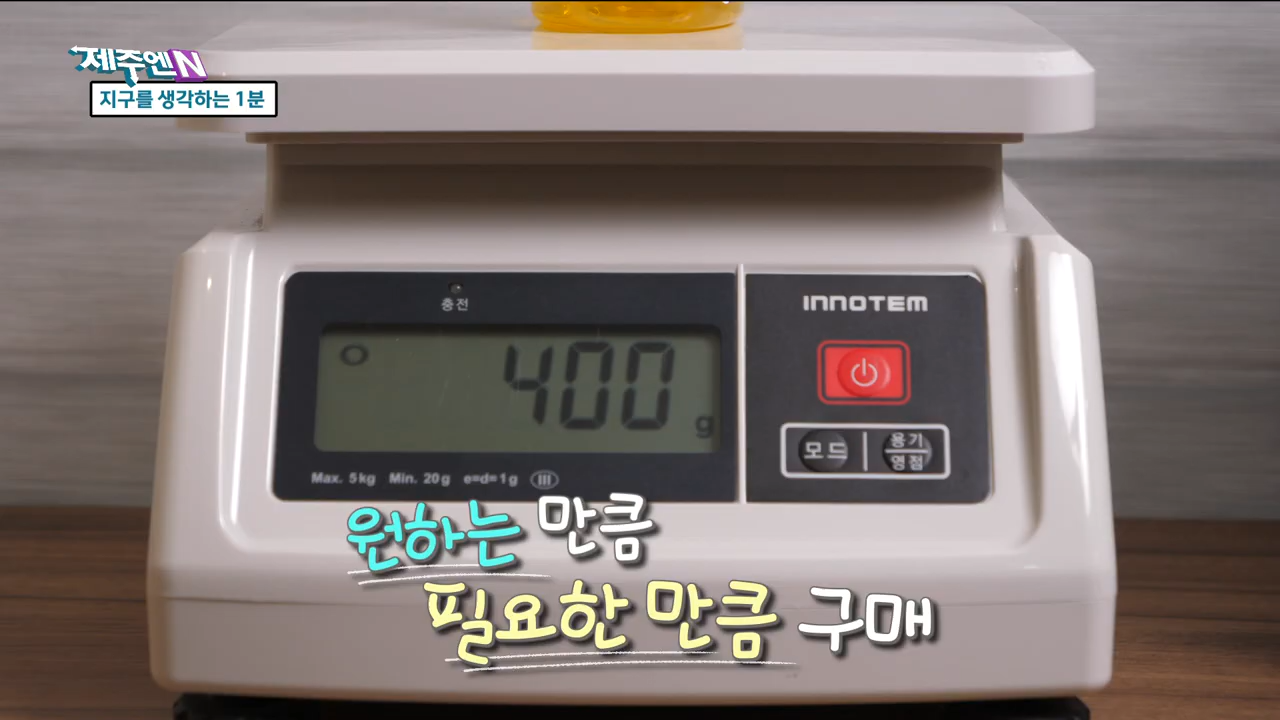 제주엔N
지구를 생각하는 1분
충전
INNOTEM
400
g
모드
용기
영점
Max. 5kg Min. 20g e=d=1g III
원하는 만큼
필요한 만큼 구매